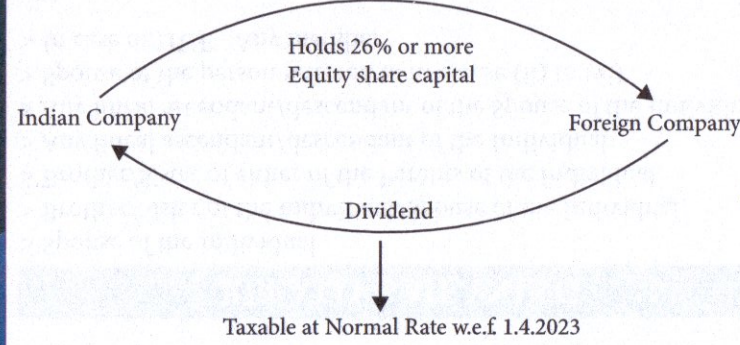 Holds 26% or more
Equity share capital
Indian Company
Foreign Company
Dividend
Taxable at Normal Rate w.e.f. 1.4.2023